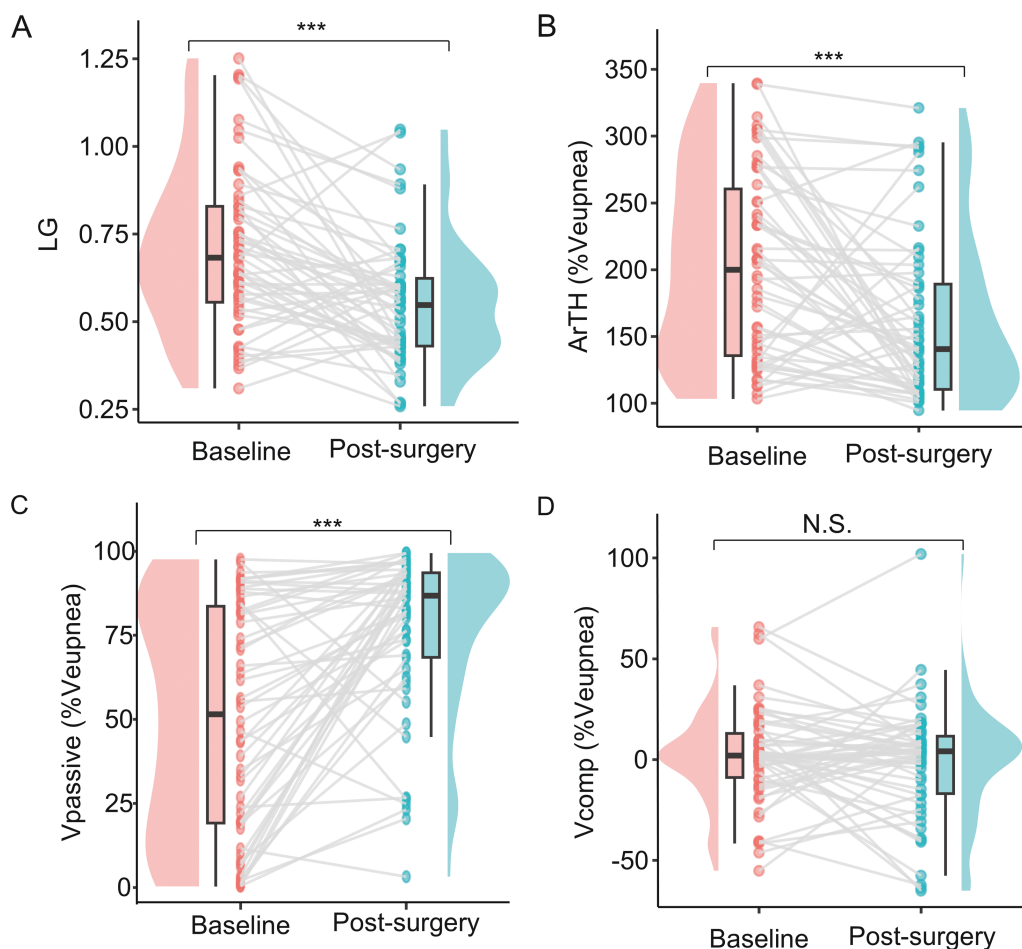 A
LG
***
1.25
1.00
0.75
0.50
0.25
Baseline
Post-surgery
B
ArTH (%Veupnea)
***
350
300
250
200
150
100
Baseline
Post-surgery
C
Vpassive (%Veupnea)
***
100
75
50
25
0
Baseline
Post-surgery
D
Vcomp (%Veupnea)
N.S.
100
50
0
-50
Baseline
Post-surgery